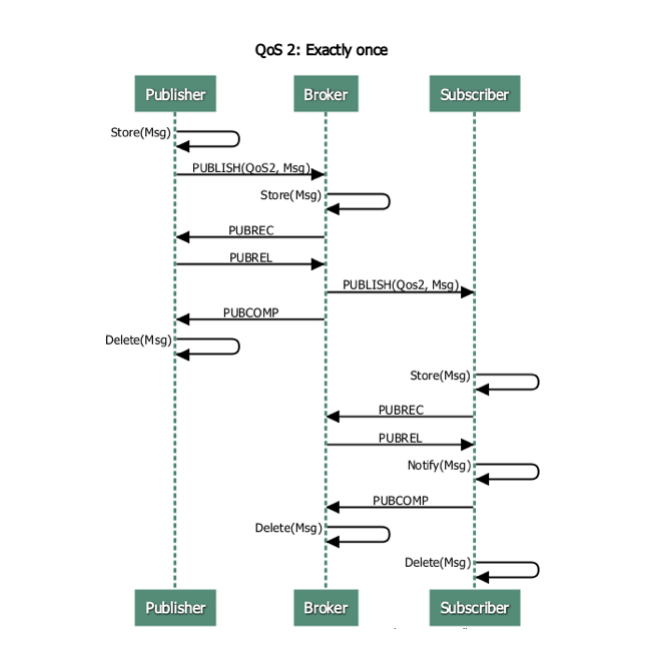 QoS 2: Exactly once
Publisher Broker Subscriber
Store(Msg)
PUBLISH(QoS2, Msg)
Store(Msg)
PUBREC
PUBREL
PUBLISH(Qos2, Msg)
PUBCOMP
Delete(Msg)
Store(Msg)
PUBREC
PUBREL
Notify(Msg)
PUBCOMP
Delete(Msg)
Delete(Msg)
Publisher Broker Subscriber